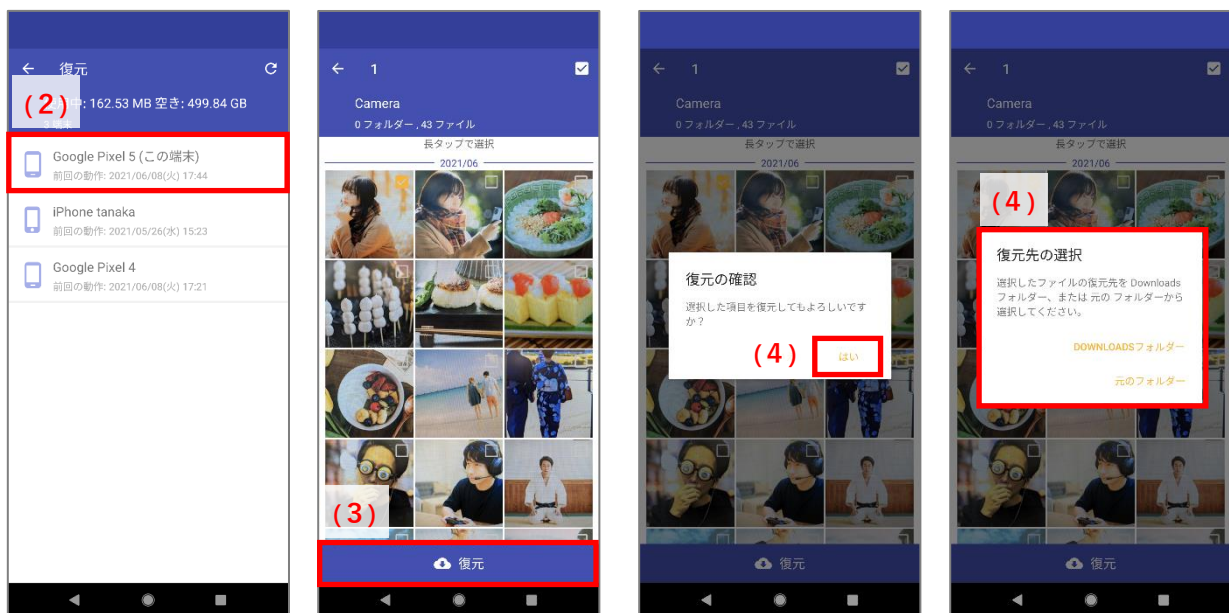 復元
(2)
中: 162.53 MB 空き: 499.84 GB
3 端末
Google Pixel 5 (この端末)
前回の動作: 2021/06/08(火) 17:44
iPhone tanaka
前回の動作: 2021/05/26(水) 15:23
Google Pixel 4
前回の動作: 2021/06/08(火) 17:21
1
Camera
0 フォルダー , 43 ファイル
長タップで選択
2021/06
(3)
復元
1
Camera
0 フォルダー , 43 ファイル
長タップで選択
2021/06
復元の確認
選択した項目を復元してもよろしいです
か？
(4)
はい
復元
1
Camera
0 フォルダー , 43 ファイル
長タップで選択
2021/06
(4)
復元先の選択
選択したファイルの復元先を Downloads
フォルダー、または 元の フォルダーから
選択してください。
DOWNLOADSフォルダー
元のフォルダー
復元